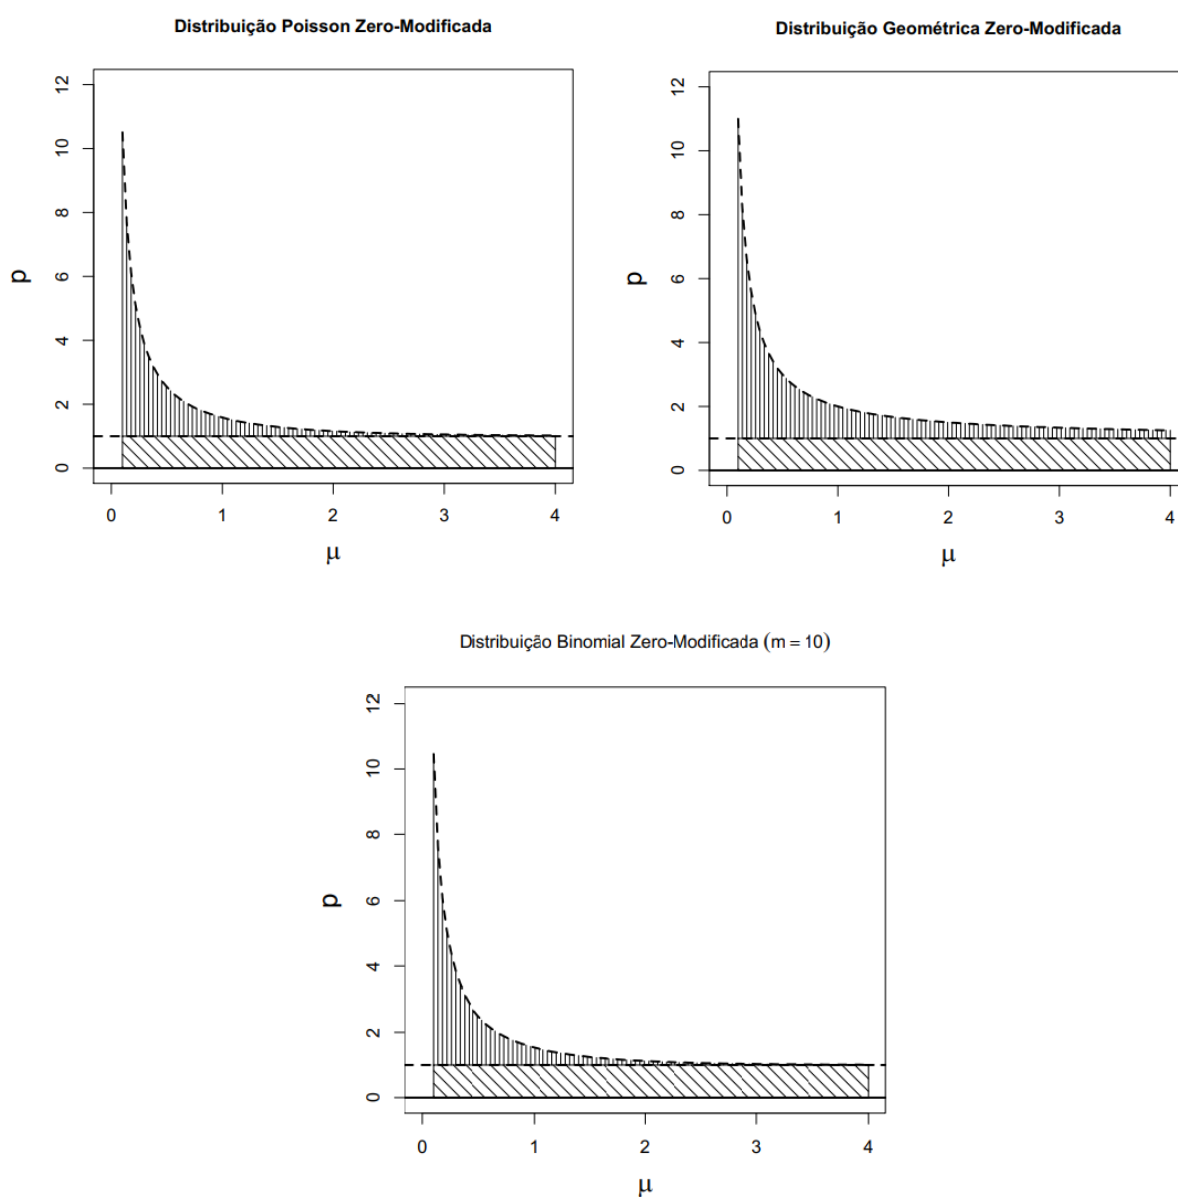 Distribuição Poisson Zero-Modificada
12
10
8
6
4
2
0
p
0 1 2 3 4
μ
Distribuição Geométrica Zero-Modificada
12
10
8
6
4
2
0
p
0 1 2 3 4
μ
Distribuição Binomial Zero-Modificada (m = 10)
12
10
8
6
4
2
0
p
0 1 2 3 4
μ